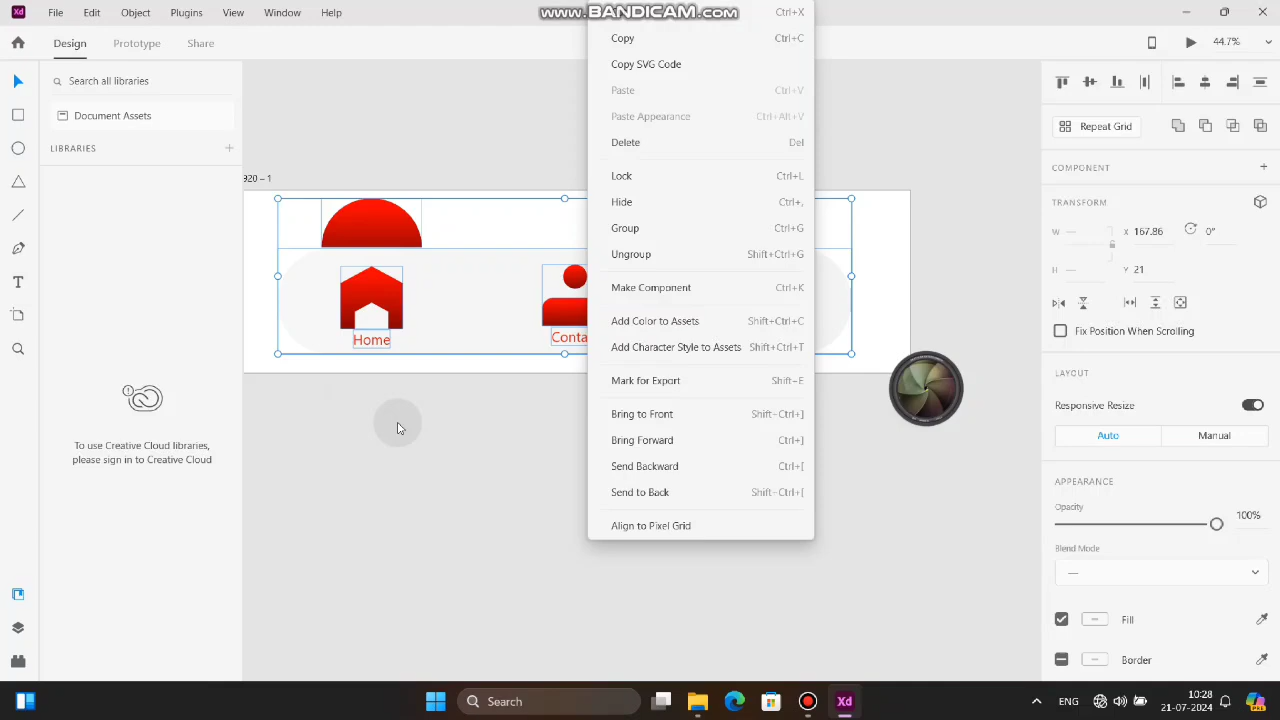 Xd File Edit Object Plugins View Window Help
www.BANDICAM.com
Design Prototype Share
44.7%
Search all libraries
Document Assets
LIBRARIES
To use Creative Cloud libraries,
please sign in to Creative Cloud
920 – 1
Home
Conta
Ctrl+X
Copy Ctrl+C
Copy SVG Code
Paste Ctrl+V
Paste Appearance Ctrl+Alt+V
Delete Del
Lock Ctrl+L
Hide Ctrl+,
Group Ctrl+G
Ungroup Shift+Ctrl+G
Make Component Ctrl+K
Add Color to Assets Shift+Ctrl+C
Add Character Style to Assets Shift+Ctrl+T
Mark for Export Shift–E
Bring to Front Shift–Ctrl+]
Bring Forward Ctrl+]
Send Backward Ctrl+[
Send to Back Shift–Ctrl+[
Align to Pixel Grid
Repeat Grid
COMPONENT
TRANSFORM
W — X 167.86 0°
H — Y 21
Fix Position When Scrolling
LAYOUT
Responsive Resize
Auto Manual
APPEARANCE
Opacity
100%
Blend Mode
—
Fill
Border
Search
Xd
ENG
10:28
21-07-2024
PRE